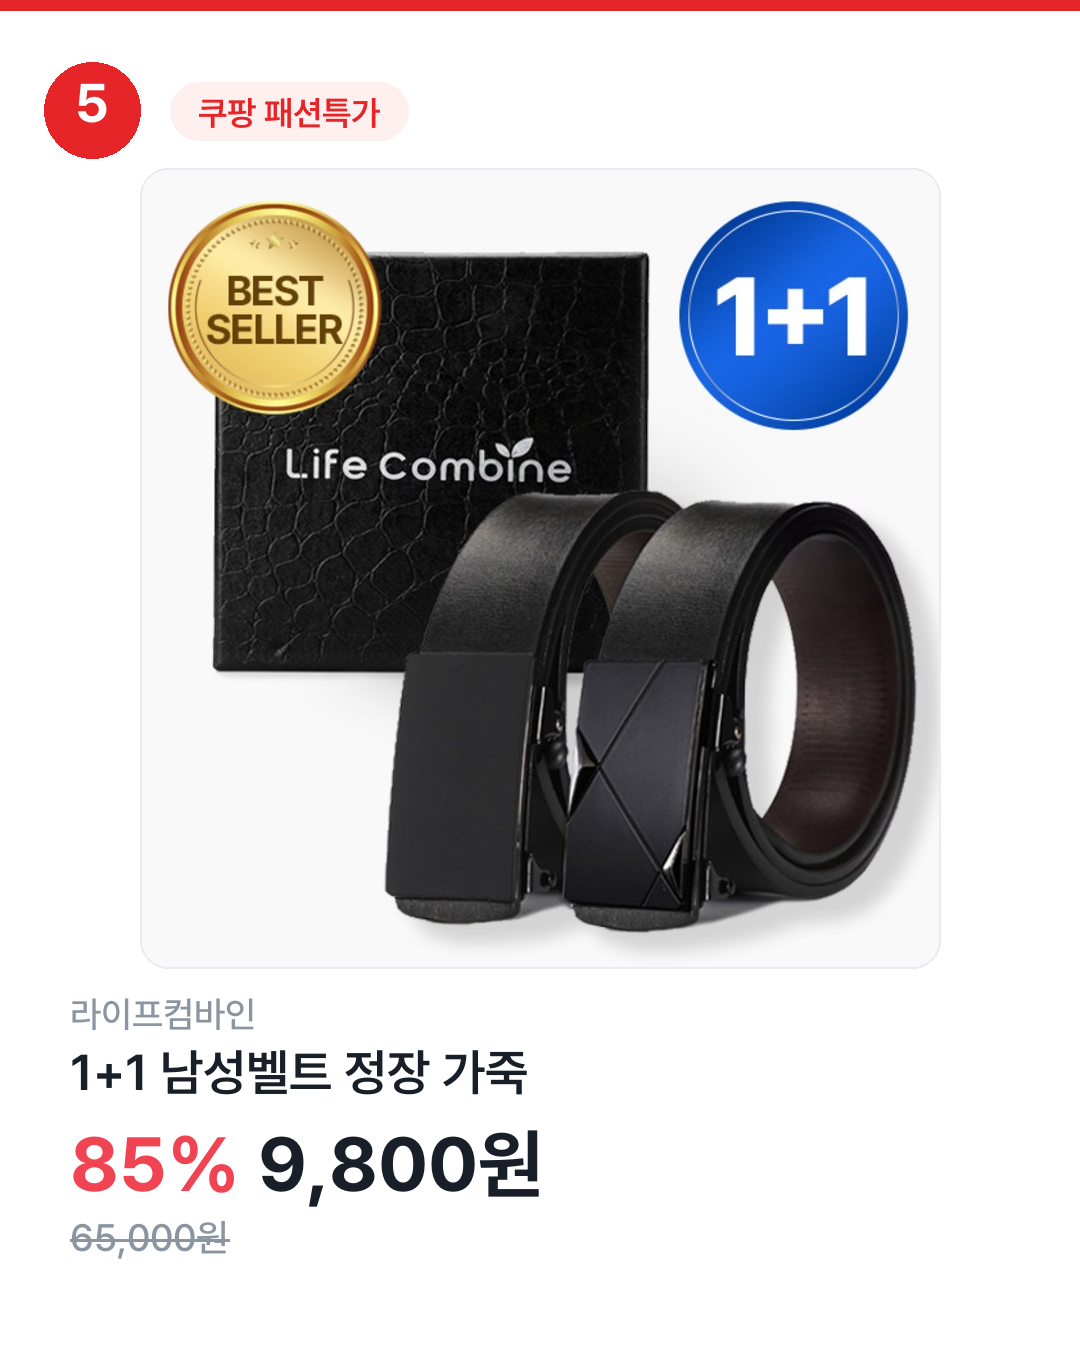 5
쿠팡 패션특가
BEST
SELLER
1+1
Life Combine
라이프컴바인
1+1 남성벨트 정장 가죽
85% 9,800원
65,000원